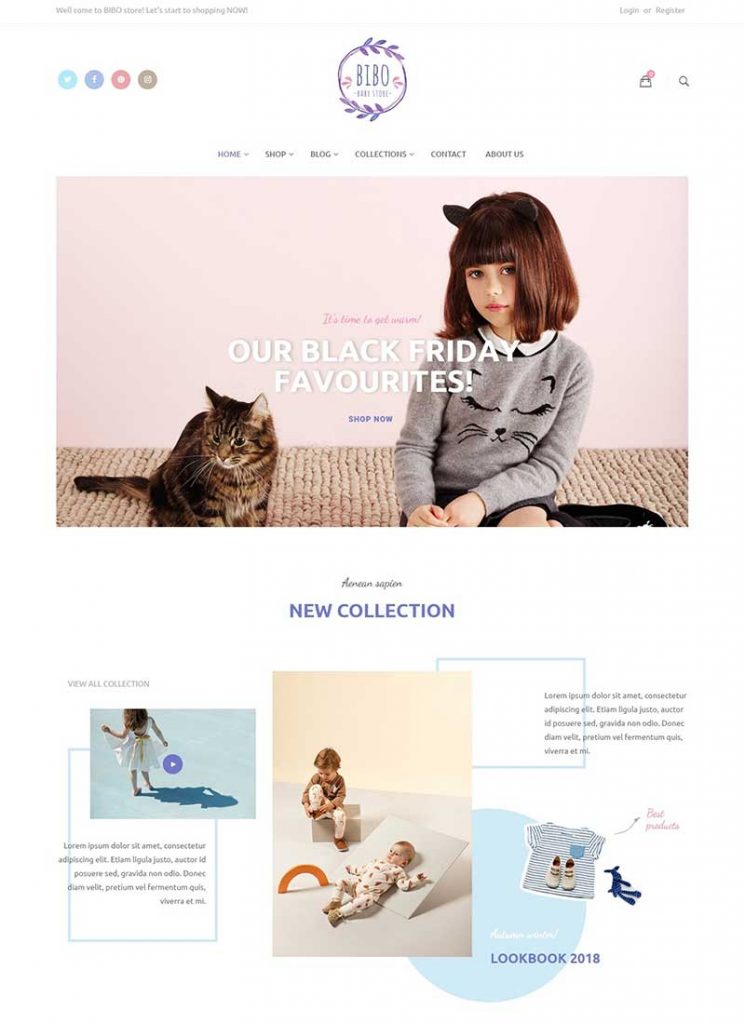 Well come to BIBO store! Let's start to shopping NOW!
Login or Register
BIBO
-BABY STORE-
0
HOME
SHOP
BLOG
COLLECTIONS
CONTACT
ABOUT US
It's time to get warm!
OUR BLACK FRIDAY
FAVOURITES!
SHOP NOW
Aenean sapien
NEW COLLECTION
VIEW ALL COLLECTION
Lorem ipsum dolor sit amet, consectetur
adipiscing elit. Etiam ligula justo, auctor
id posuere sed, gravida non odio. Donec
diam velit, pretium vel fermentum quis,
viverra et mi.
Lorem ipsum dolor sit amet, consectetur
adipiscing elit. Etiam ligula justo, auctor id
posuere sed, gravida non odio. Donec
diam velit, pretium vel fermentum quis,
viverra et mi.
Best
products
Autumn winter!
LOOKBOOK 2018